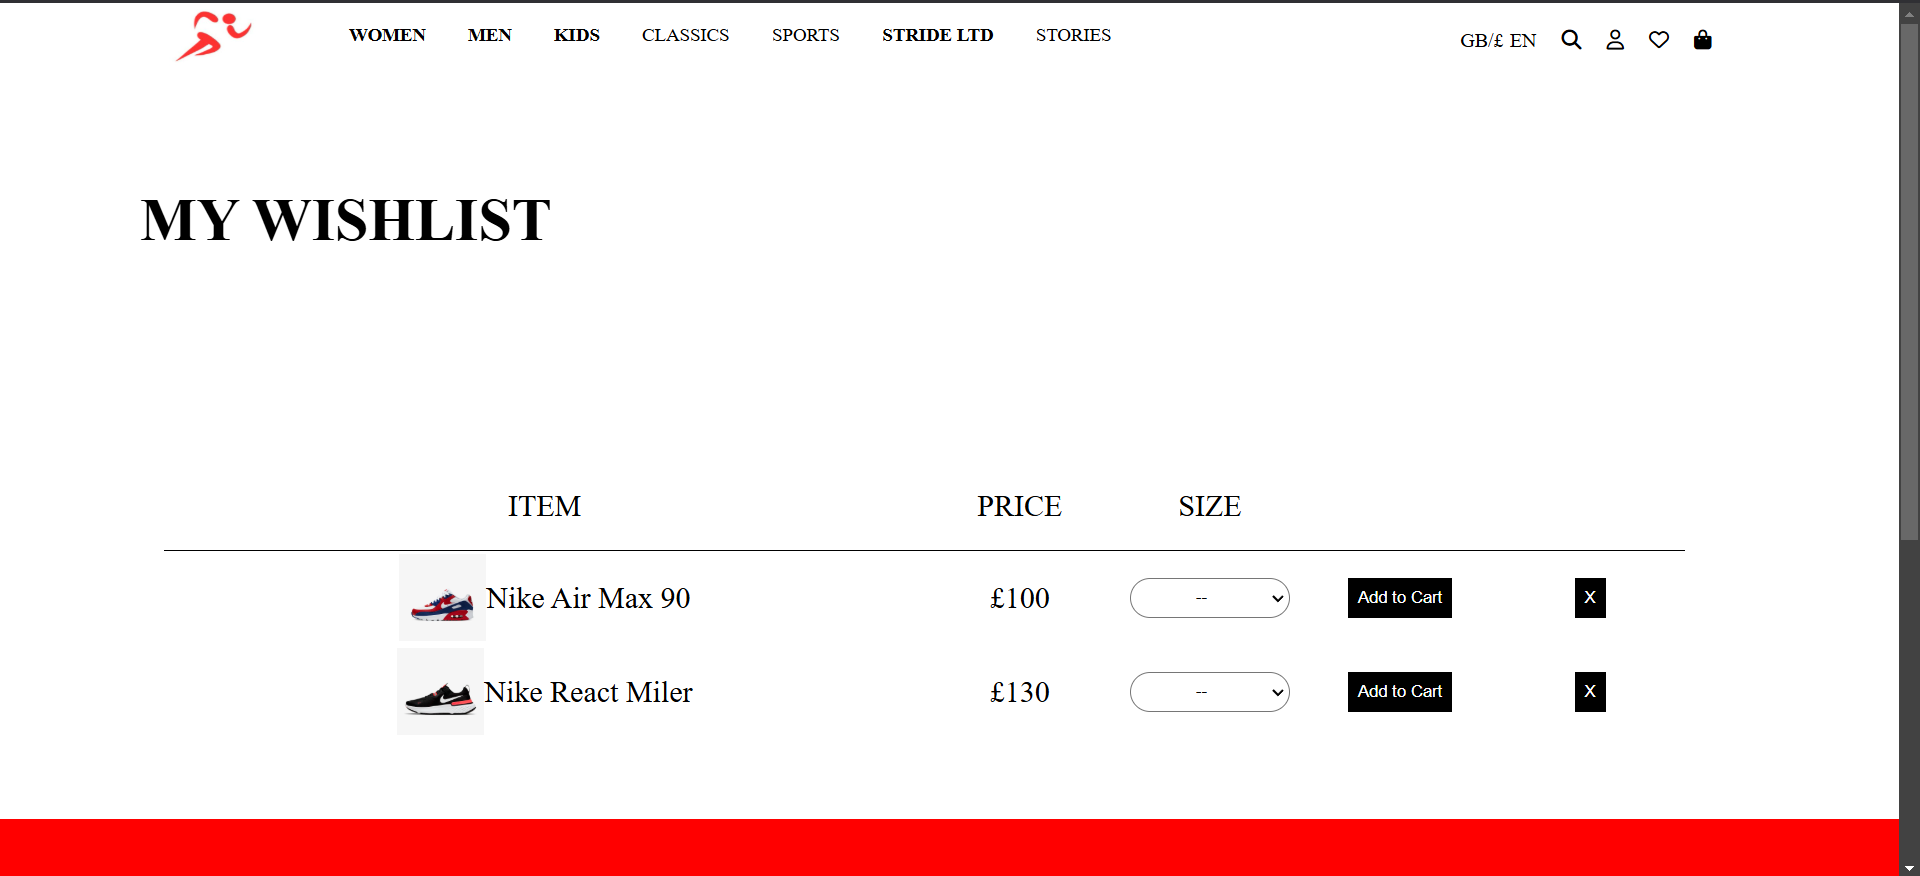 WOMEN MEN KIDS CLASSICS SPORTS STRIDE LTD STORIES GB/£ EN
MY WISHLIST
ITEM PRICE SIZE
Nike Air Max 90 £100 -- Add to Cart X
Nike React Miler £130 -- Add to Cart X